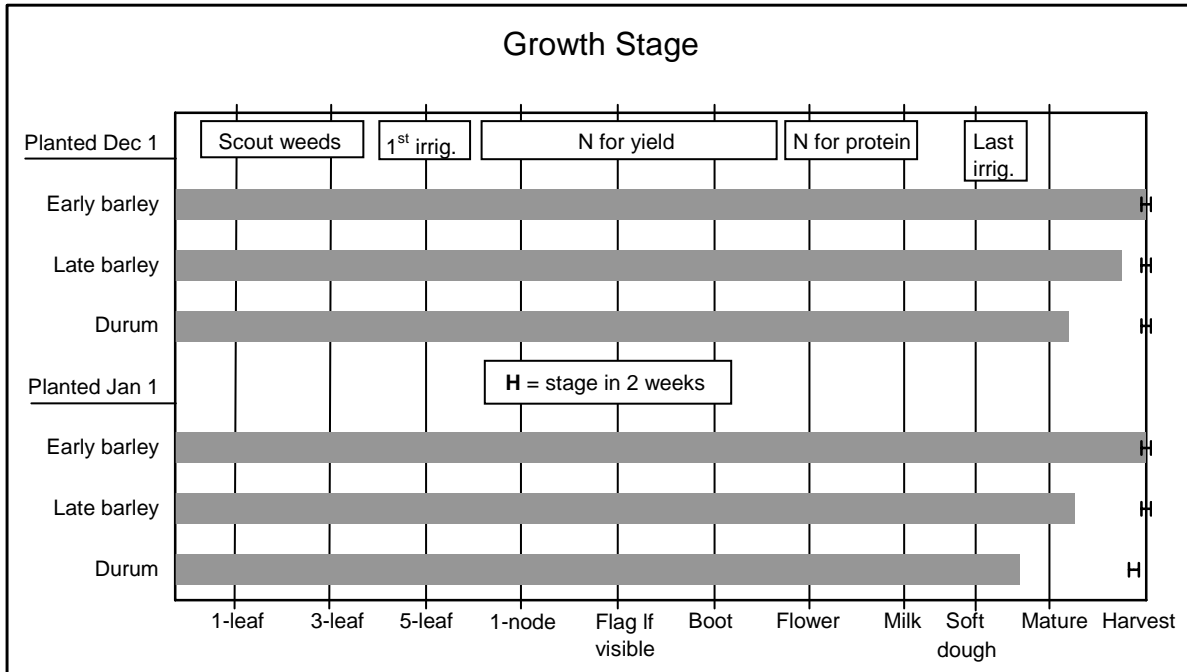 Growth Stage
Planted Dec 1
Scout weeds
1st irrig.
N for yield
N for protein
Last
irrig.
Early barley
H
Late barley
H
Durum
H
Planted Jan 1
H = stage in 2 weeks
Early barley
H
Late barley
H
Durum
H
1-leaf
3-leaf
5-leaf
1-node
Flag lf
visible
Boot
Flower
Milk
Soft
dough
Mature
Harvest